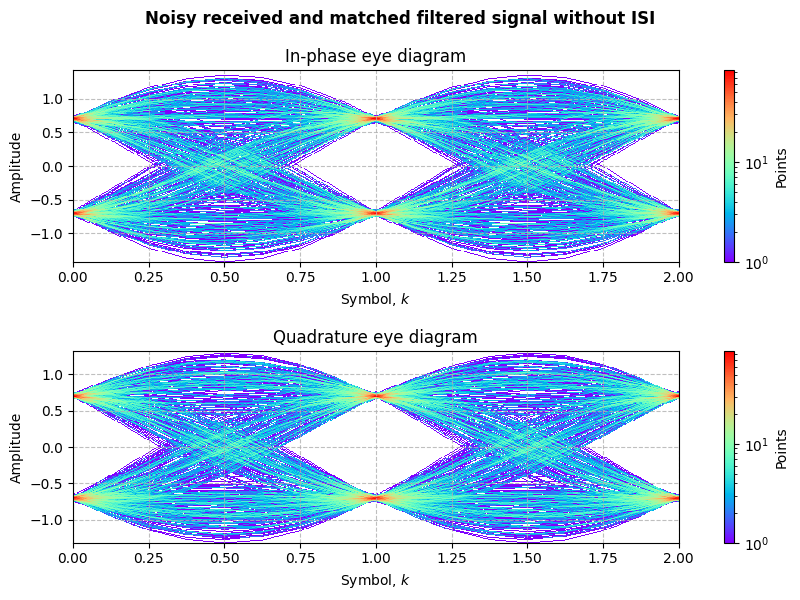 Noisy received and matched filtered signal without ISI
In-phase eye diagram
Amplitude
1.0
0.5
0.0
−0.5
−1.0
0.00 0.25 0.50 0.75 1.00 1.25 1.50 1.75 2.00
Symbol, k
10¹
10⁰
Points
Quadrature eye diagram
Amplitude
1.0
0.5
0.0
−0.5
−1.0
0.00 0.25 0.50 0.75 1.00 1.25 1.50 1.75 2.00
Symbol, k
10¹
10⁰
Points